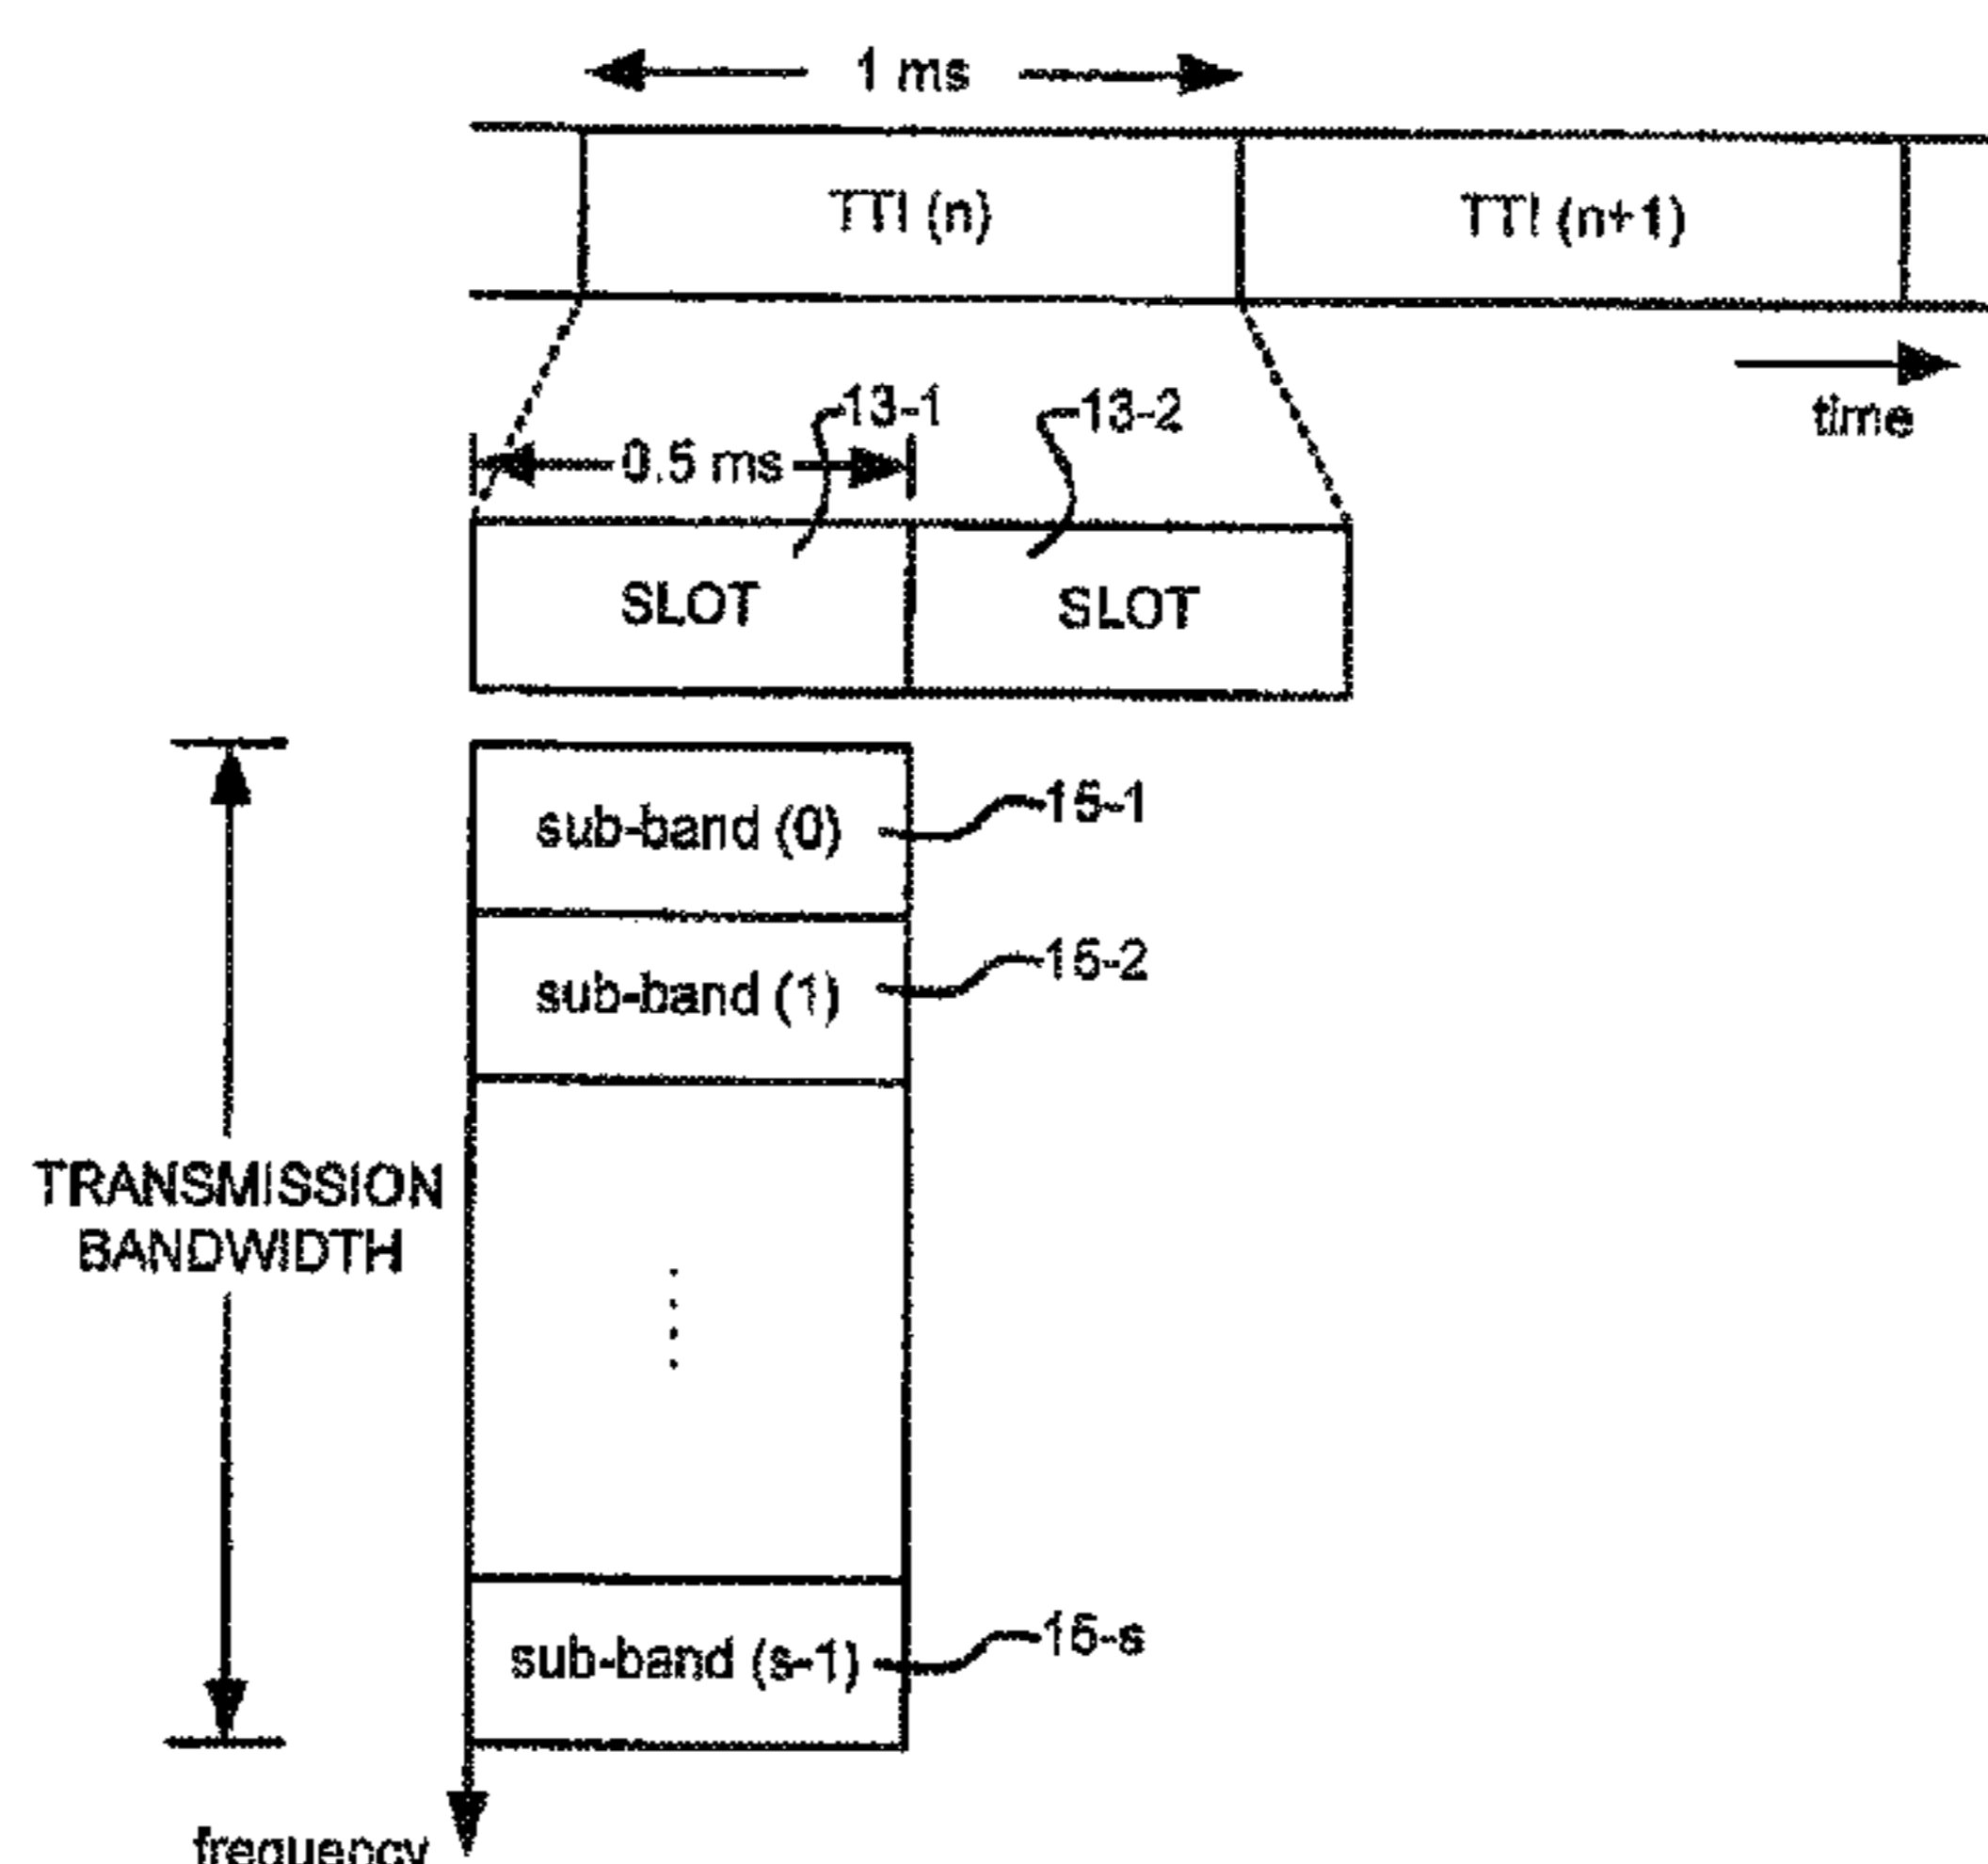 1 ms
TTI (n)
TTI (n+1)
time
13-1
13-2
0.5 ms
SLOT
SLOT
sub-band (0)
15-1
sub-band (1)
15-2
TRANSMISSION
BANDWIDTH
sub-band (s-1)
15-s
frequency